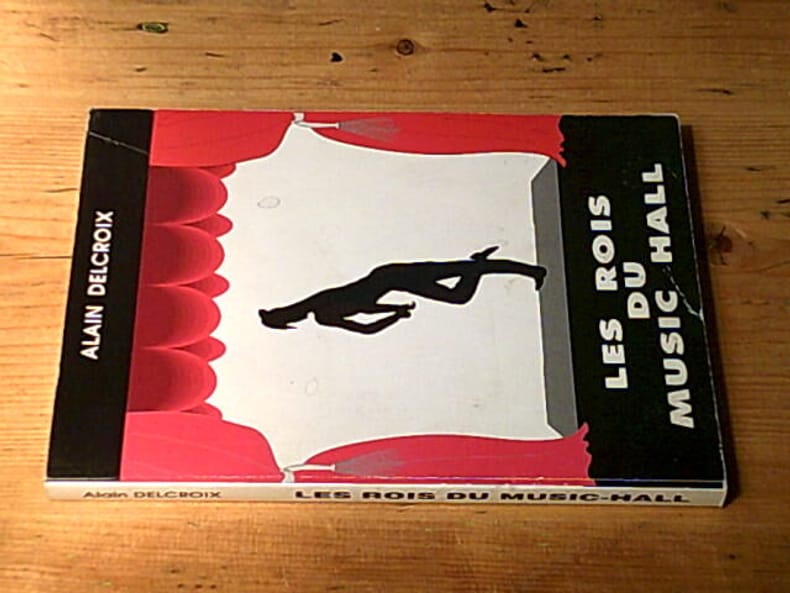 ALAIN DELCROIX
LES ROIS
DU
MUSIC HALL
Alain DELCROIX
LES ROIS DU MUSIC-HALL